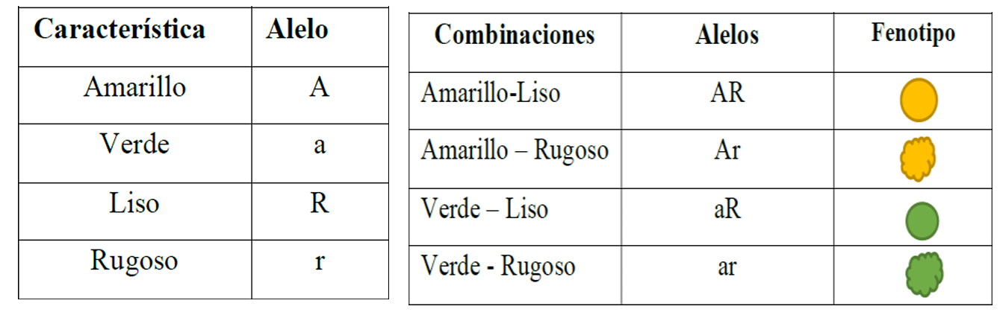 Característica Alelo
Amarillo A
Verde a
Liso R
Rugoso r
Combinaciones Alelos Fenotipo
Amarillo-Liso AR
Amarillo – Rugoso Ar
Verde – Liso aR
Verde - Rugoso ar